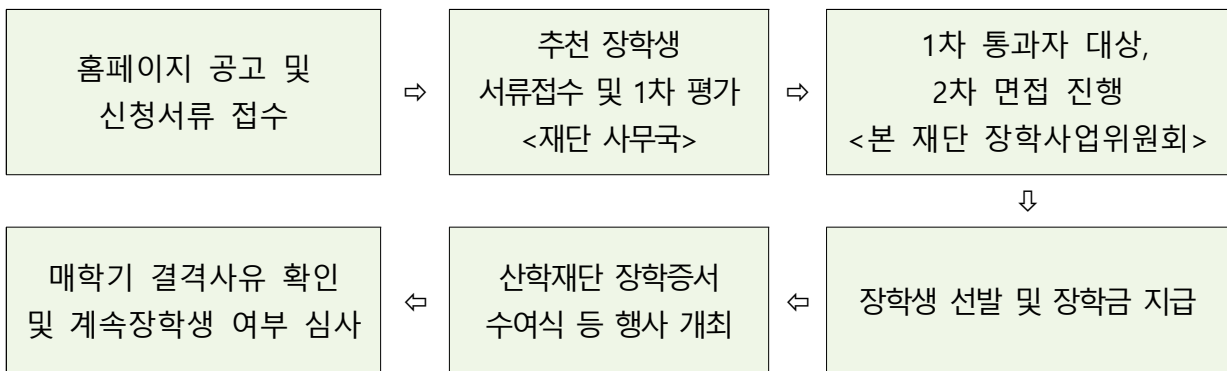 홈페이지 공고 및
신청서류 접수
⇨
추천 장학생
서류접수 및 1차 평가
<재단 사무국>
⇨
1차 통과자 대상,
2차 면접 진행
<본 재단 장학사업위원회>
⇩
장학생 선발 및 장학금 지급
⇦
산학재단 장학증서
수여식 등 행사 개최
⇦
매학기 결격사유 확인
및 계속장학생 여부 심사